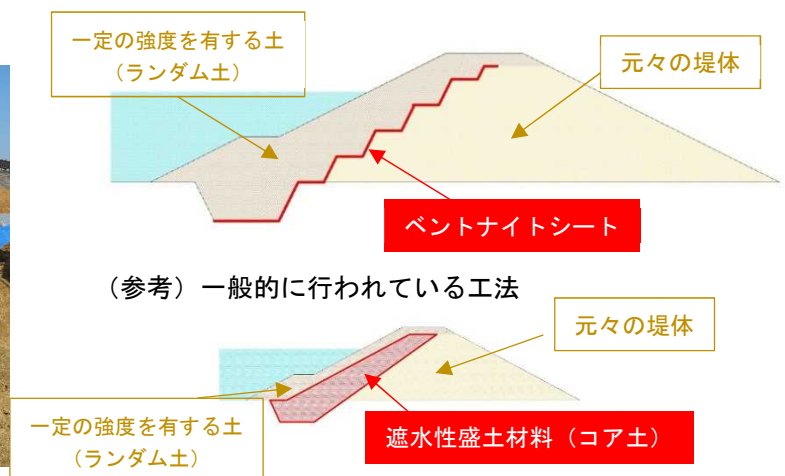 一定の強度を有する土
（ランダム土）
元々の堤体
ベントナイトシート
（参考）一般的に行われている工法
元々の堤体
一定の強度を有する土
（ランダム土）
遮水性盛土材料（コア土）